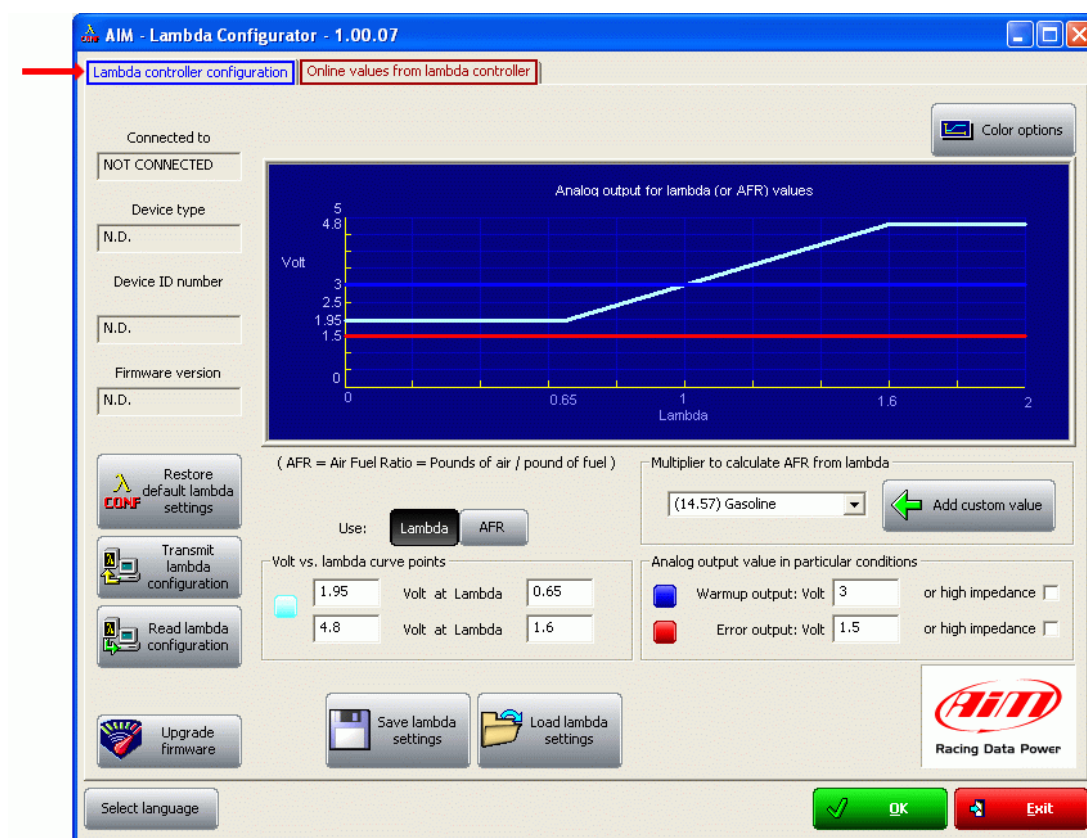 AIM - Lambda Configurator - 1.00.07
Lambda controller configuration
Online values from lambda controller
Color options
Connected to
NOT CONNECTED
Device type
N.D.
Device ID number
N.D.
Firmware version
N.D.
Analog output for lambda (or AFR) values
5
4.8
Volt
3
2.5
1.95
1.5
0
0 0.65 1 1.6 2
Lambda
λ
CONF
Restore
default lambda
settings
Transmit
lambda
configuration
Read lambda
configuration
Upgrade
firmware
( AFR = Air Fuel Ratio = Pounds of air / pound of fuel )
Use: Lambda AFR
Multiplier to calculate AFR from lambda
(14.57) Gasoline
Add custom value
Volt vs. lambda curve points
1.95 Volt at Lambda 0.65
4.8 Volt at Lambda 1.6
Analog output value in particular conditions
Warmup output: Volt 3 or high impedance
Error output: Volt 1.5 or high impedance
Save lambda
settings
Load lambda
settings
AiM
Racing Data Power
Select language
OK
Exit